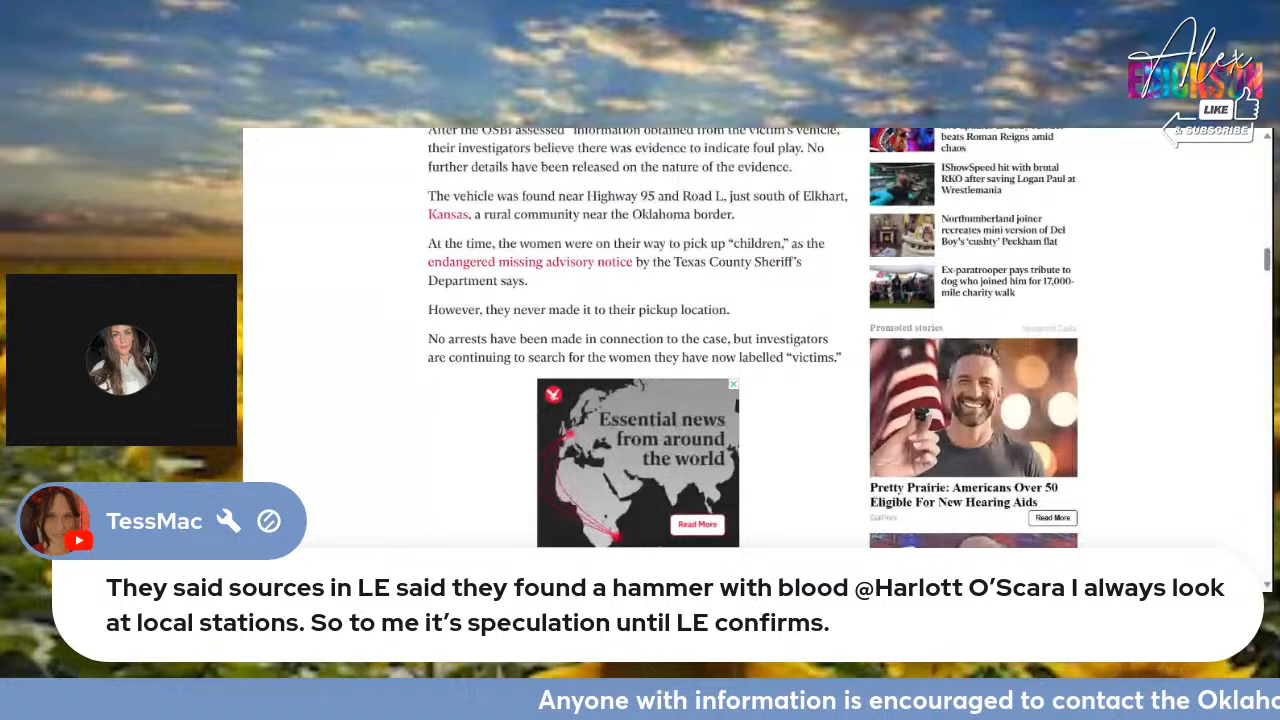 Alex
ERICKSON
LIKE
& SUBSCRIBE
After the OSBI assessed "information obtained from the victim's vehicle,
their investigators believe there was evidence to indicate foul play. No
further details have been released on the nature of the evidence.
The vehicle was found near Highway 95 and Road L, just south of Elkhart,
Kansas, a rural community near the Oklahoma border.
At the time, the women were on their way to pick up “children,” as the
endangered missing advisory notice by the Texas County Sheriff’s
Department says.
However, they never made it to their pickup location.
No arrests have been made in connection to the case, but investigators
are continuing to search for the women they have now labelled “victims.”
Essential news
from around
the world
Read More
beats Roman Reigns amid
chaos
IShowSpeed hit with brutal
RKO after saving Logan Paul at
Wrestlemania
Northumberland joiner
recreates mini version of Del
Boy's ‘cushty’ Peckham flat
Ex-paratrooper pays tribute to
dog who joined him for 17,000-
mile charity walk
Promoted stories
Pretty Prairie: Americans Over 50
Eligible For New Hearing Aids
Read More
TessMac
They said sources in LE said they found a hammer with blood @Harlott O’Scara I always look
at local stations. So to me it’s speculation until LE confirms.
Anyone with information is encouraged to contact the Oklaho